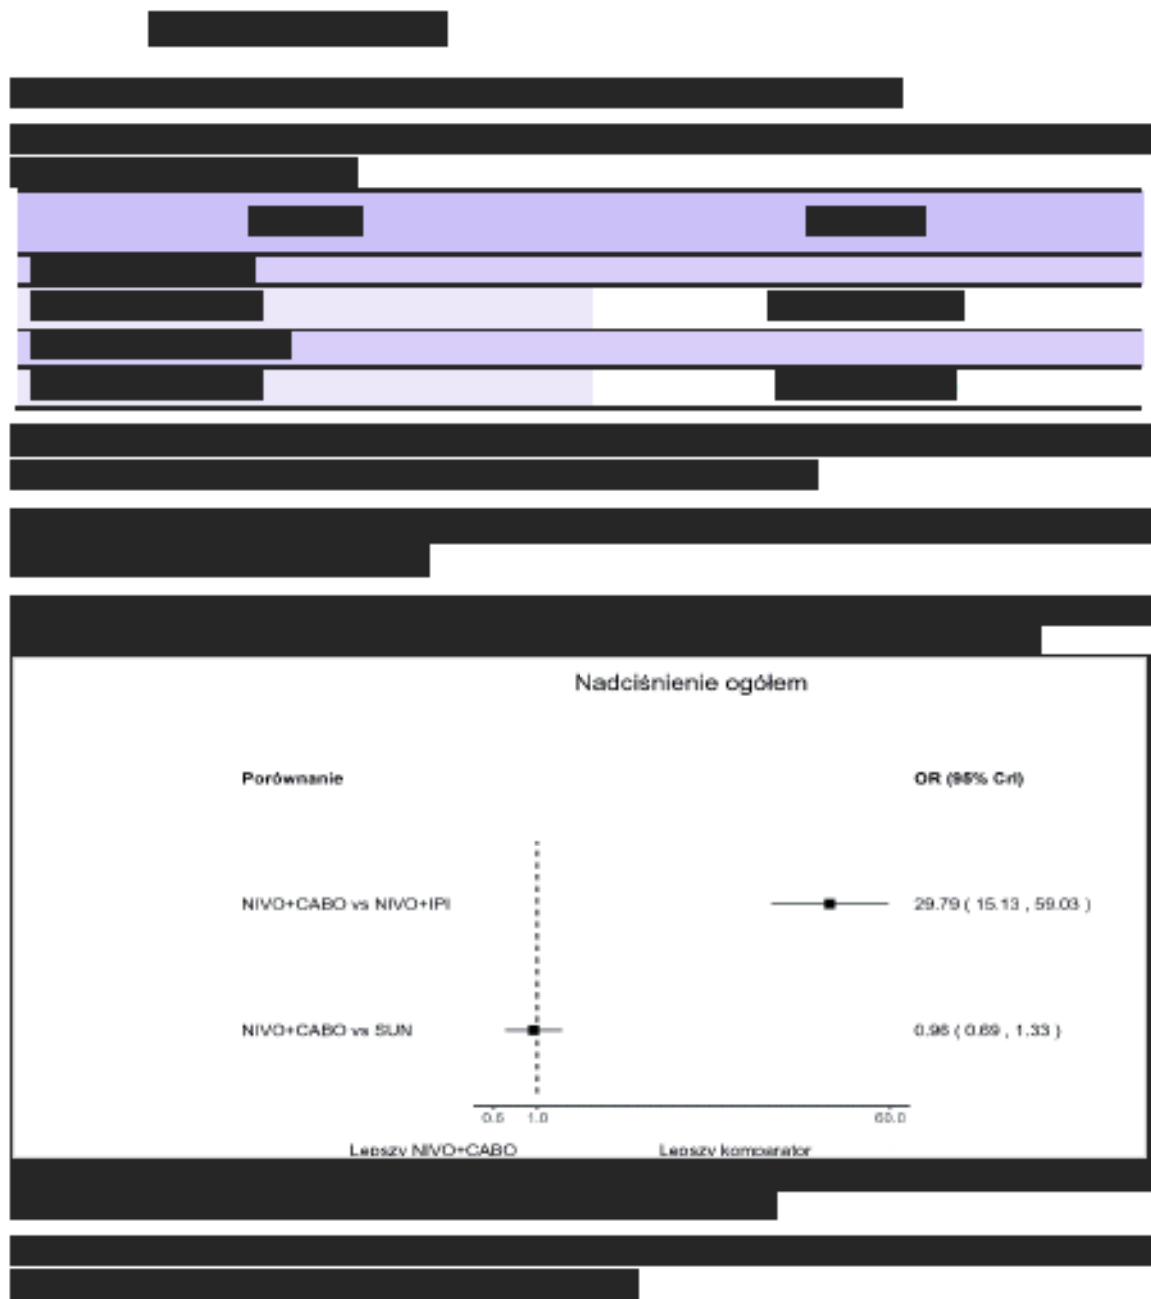 Nadciśnienie ogółem
Porównanie OR (95% CrI)
NIVO+CABO vs NIVO+IPI 29.79 ( 15.13 , 59.03 )
NIVO+CABO vs SUN 0.96 ( 0.69 , 1.33 )
0.5 1.0 60.0
Lepszy NIVO+CABO Lepszy komparator